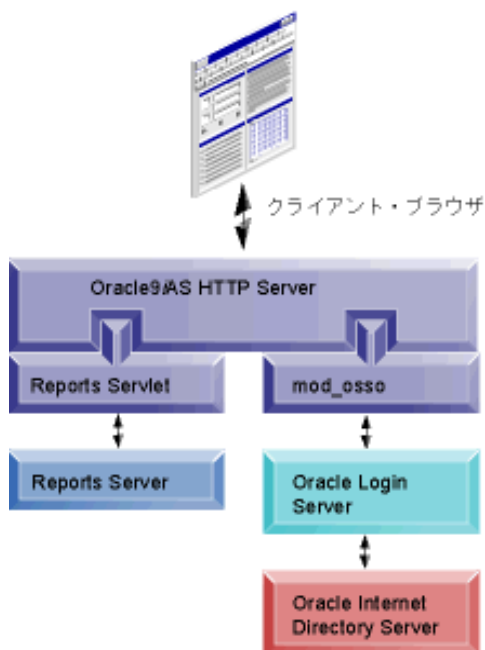 クライアント・ブラウザ
Oracle9iAS HTTP Server
Reports Servlet
mod_osso
Reports Server
Oracle Login
Server
Oracle Internet
Directory Server